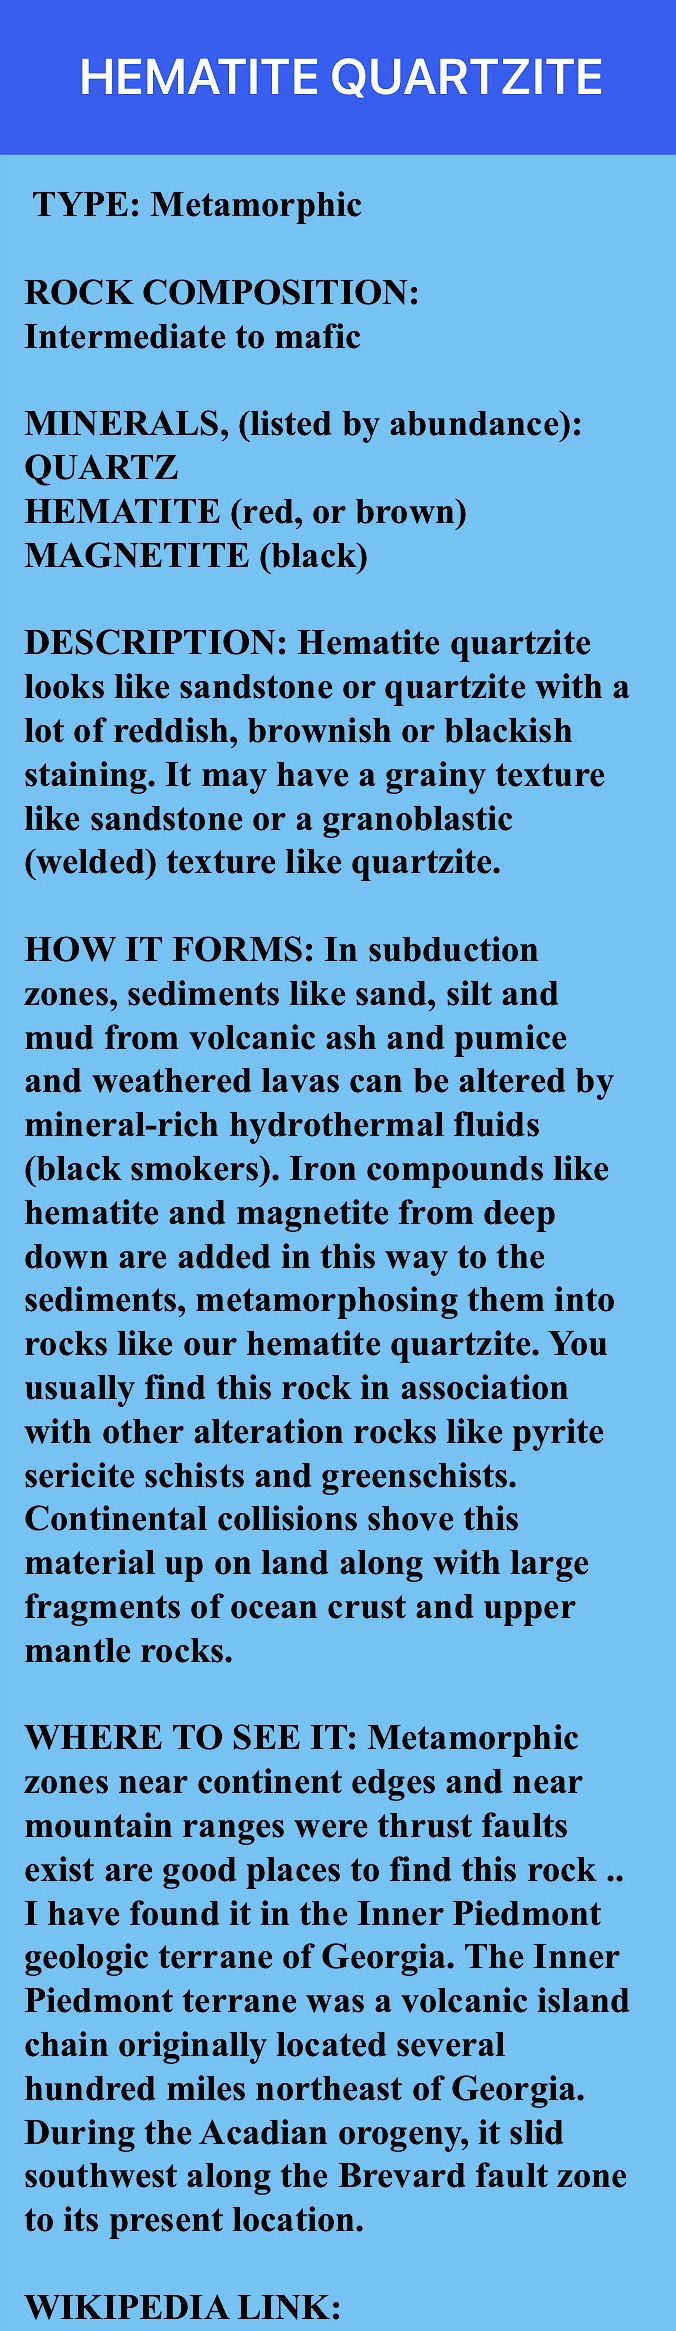 HEMATITE QUARTZITE
TYPE: Metamorphic
ROCK COMPOSITION:
Intermediate to mafic
MINERALS, (listed by abundance):
QUARTZ
HEMATITE (red, or brown)
MAGNETITE (black)
DESCRIPTION: Hematite quartzite
looks like sandstone or quartzite with a
lot of reddish, brownish or blackish
staining. It may have a grainy texture
like sandstone or a granoblastic
(welded) texture like quartzite.
HOW IT FORMS: In subduction
zones, sediments like sand, silt and
mud from volcanic ash and pumice
and weathered lavas can be altered by
mineral-rich hydrothermal fluids
(black smokers). Iron compounds like
hematite and magnetite from deep
down are added in this way to the
sediments, metamorphosing them into
rocks like our hematite quartzite. You
usually find this rock in association
with other alteration rocks like pyrite
sericite schists and greenschists.
Continental collisions shove this
material up on land along with large
fragments of ocean crust and upper
mantle rocks.
WHERE TO SEE IT: Metamorphic
zones near continent edges and near
mountain ranges were thrust faults
exist are good places to find this rock ..
I have found it in the Inner Piedmont
geologic terrane of Georgia. The Inner
Piedmont terrane was a volcanic island
chain originally located several
hundred miles northeast of Georgia.
During the Acadian orogeny, it slid
southwest along the Brevard fault zone
to its present location.
WIKIPEDIA LINK: